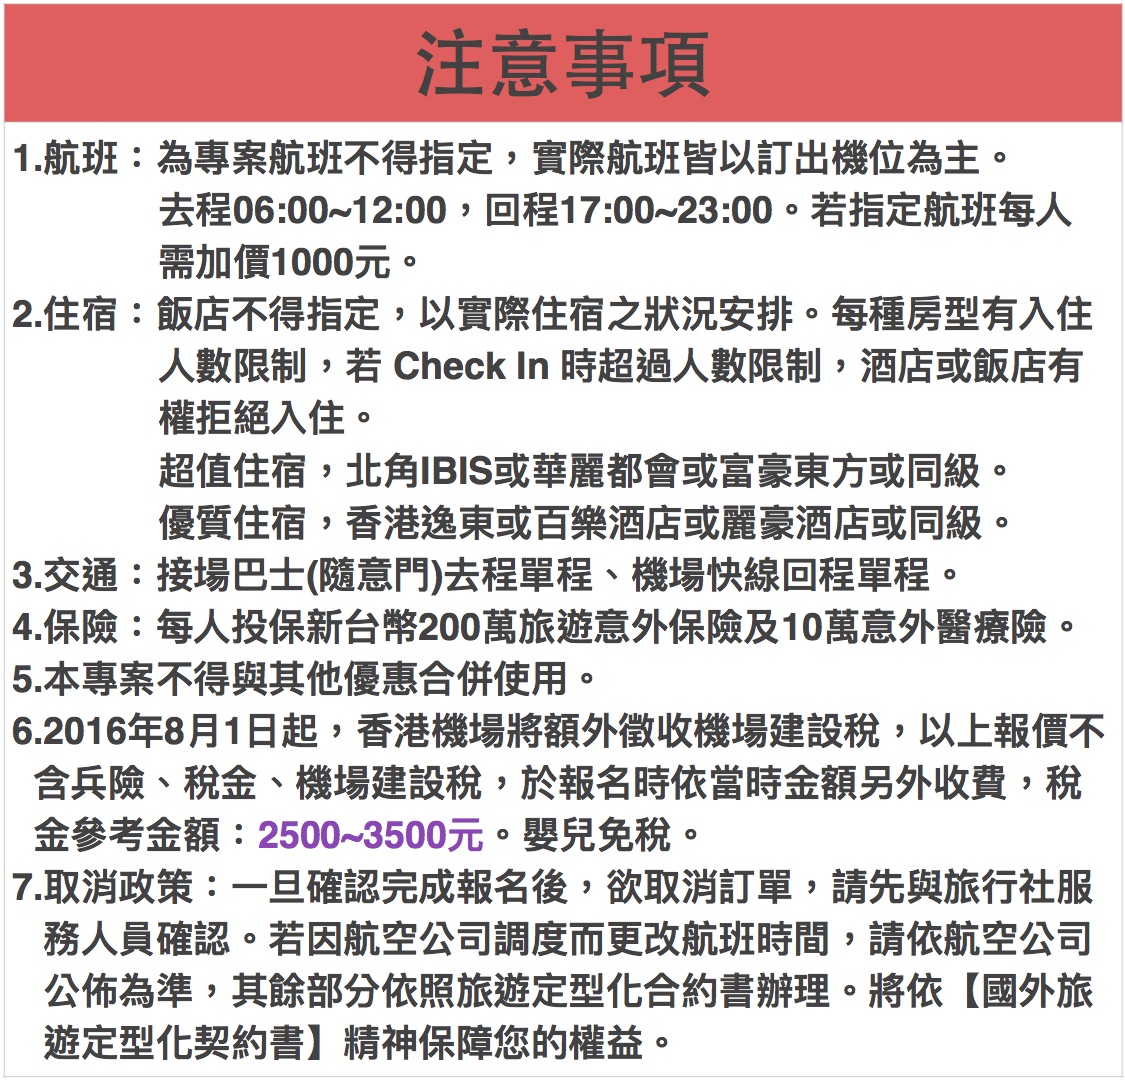 注意事項
1.航班：為專案航班不得指定，實際航班皆以訂出機位為主。
去程06:00~12:00，回程17:00~23:00。若指定航班每人
需加價1000元。
2.住宿：飯店不得指定，以實際住宿之狀況安排。每種房型有入住
人數限制，若 Check In 時超過人數限制，酒店或飯店有
權拒絕入住。
超值住宿，北角IBIS或華麗都會或富豪東方或同級。
優質住宿，香港逸東或百樂酒店或麗豪酒店或同級。
3.交通：接場巴士(隨意門)去程單程、機場快線回程單程。
4.保險：每人投保新台幣200萬旅遊意外保險及10萬意外醫療險。
5.本專案不得與其他優惠合併使用。
6.2016年8月1日起，香港機場將額外徵收機場建設稅，以上報價不
含兵險、稅金、機場建設稅，於報名時依當時金額另外收費，稅
金參考金額：2500~3500元。嬰兒免稅。
7.取消政策：一旦確認完成報名後，欲取消訂單，請先與旅行社服
務人員確認。若因航空公司調度而更改航班時間，請依航空公司
公佈為準，其餘部分依照旅遊定型化合約書辦理。將依【國外旅
遊定型化契約書】精神保障您的權益。